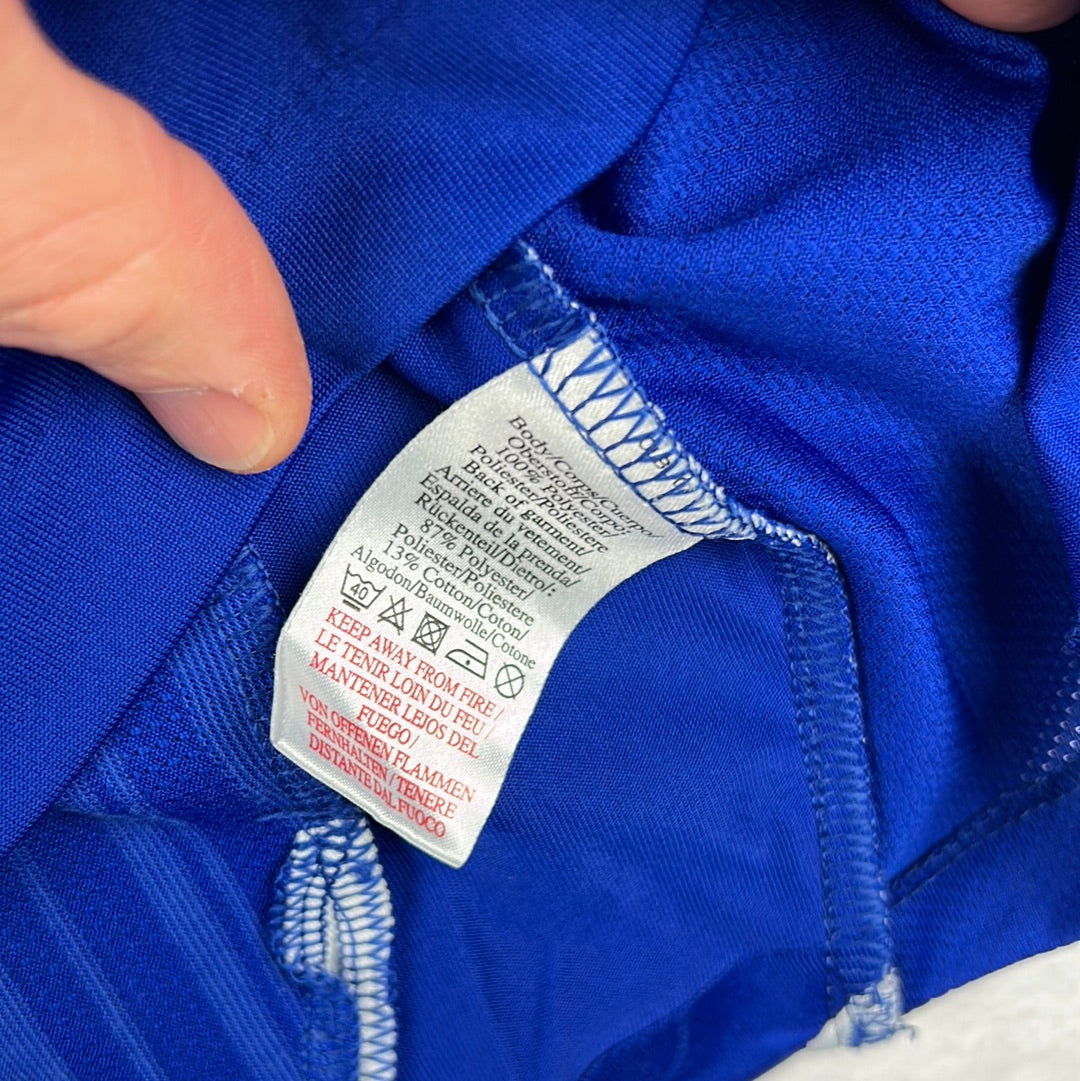 Body/Corps/Cuerpo/
Oberstoff/Corpo/
100% Polyester/
Poliester/Poliestere
Back of garment/
Arriere du vetement/
Espalda de la prenda/
Rückenteil/Dietro/:
87% Polyester
Poliester/Poliestere
13% Cotton/Coton/
Algodon/Baumwolle/Cotone
40
KEEP AWAY FROM FIRE /
LE TENIR LOIN DU FEU /
MANTENER LEJOS DEL
FUEGO /
VON OFFENEN FLAMMEN
FERNHALTEN / TENERE
DISTANTE DAL FUOCO